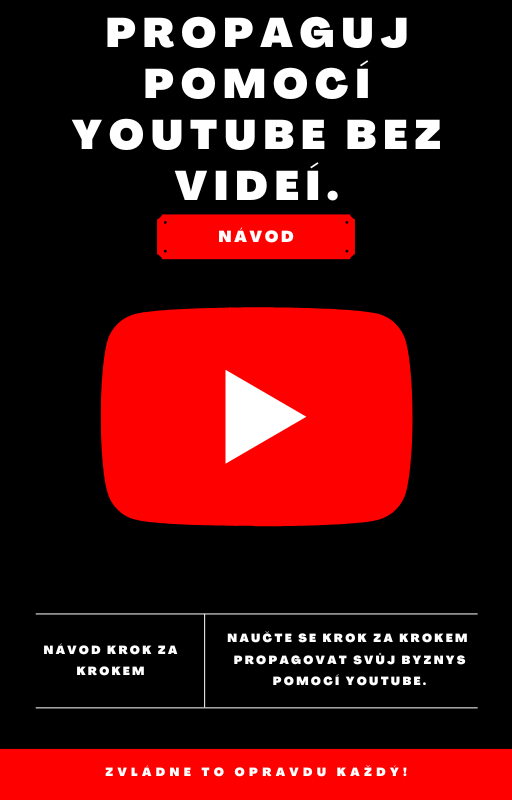 PROPAGUJ
POMOCÍ
YOUTUBE BEZ
VIDEÍ.
NÁVOD
NÁVOD KROK ZA
KROKEM
NAUČTE SE KROK ZA KROKEM
PROPAGOVAT SVŮJ BYZNYS
POMOCÍ YOUTUBE.
ZVLÁDNE TO OPRAVDU KAŽDÝ!